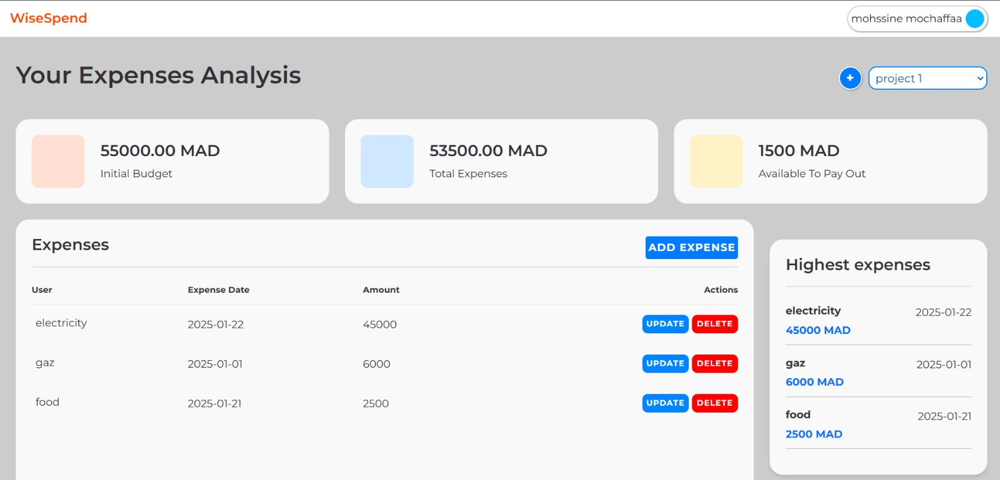 WiseSpend
mohssine mochaffaa
Your Expenses Analysis
+
project 1
55000.00 MAD
Initial Budget
53500.00 MAD
Total Expenses
1500 MAD
Available To Pay Out
Expenses
ADD EXPENSE
User Expense Date Amount Actions
electricity 2025-01-22 45000 UPDATE DELETE
gaz 2025-01-01 6000 UPDATE DELETE
food 2025-01-21 2500 UPDATE DELETE
Highest expenses
electricity 2025-01-22
45000 MAD
gaz 2025-01-01
6000 MAD
food 2025-01-21
2500 MAD